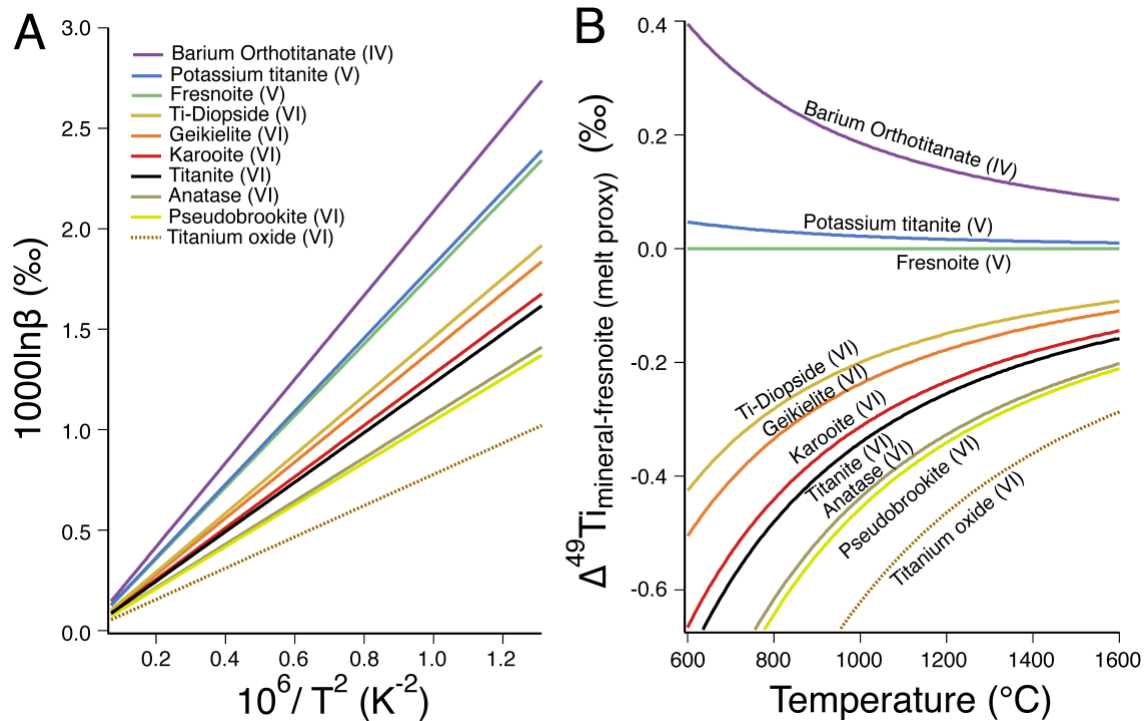 A
3.0
2.5
2.0
1.5
1.0
0.5
0.0
1000lnβ (‰)
Barium Orthotitanate (IV)
Potassium titanite (V)
Fresnoite (V)
Ti-Diopside (VI)
Geikielite (VI)
Karooite (VI)
Titanite (VI)
Anatase (VI)
Pseudobrookite (VI)
Titanium oxide (VI)
0.2 0.4 0.6 0.8 1.0 1.2
10⁶/ T² (K⁻²)
B
0.4
0.2
0.0
-0.2
-0.4
-0.6
Δ⁴⁹Ti mineral-fresnoite (melt proxy) (‰)
Barium Orthotitanate (IV)
Potassium titanite (V)
Fresnoite (V)
Ti-Diopside (VI)
Geikielite (VI)
Karooite (VI)
Titanite (VI)
Anatase (VI)
Pseudobrookite (VI)
Titanium oxide (VI)
600 800 1000 1200 1400 1600
Temperature (°C)